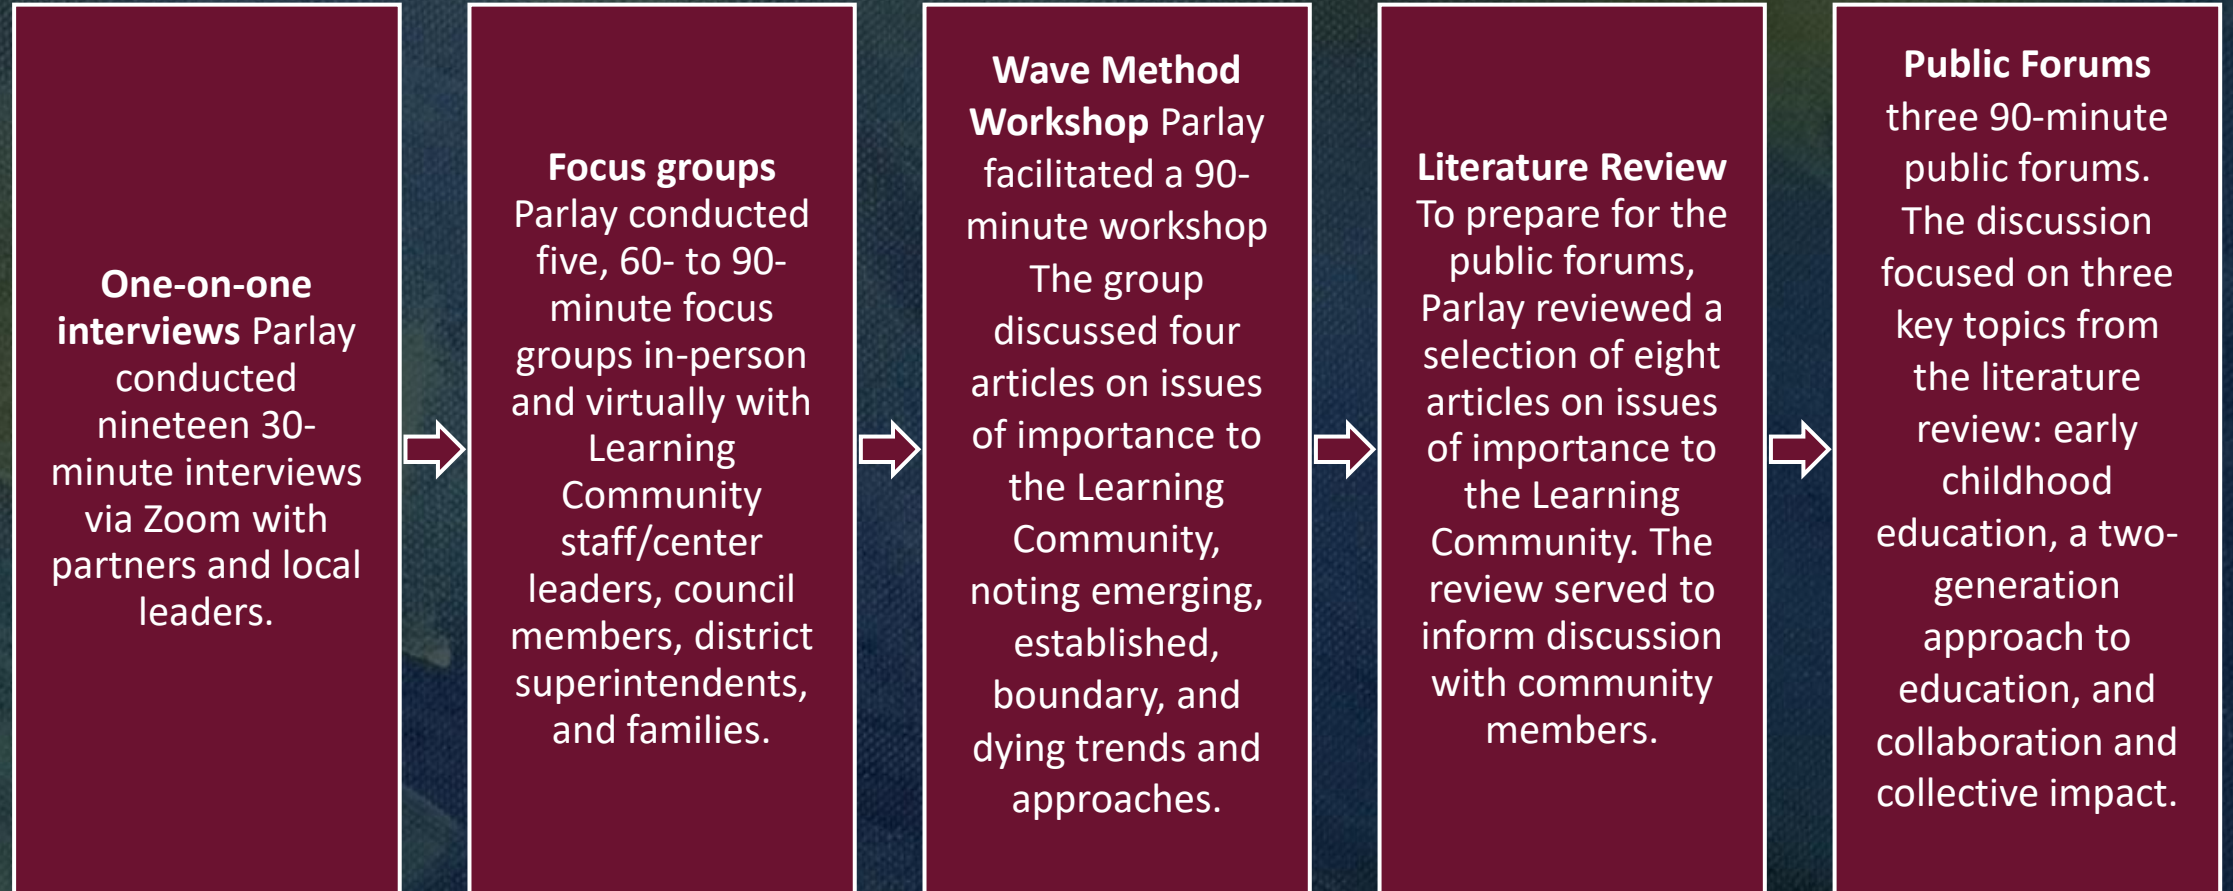 One-on-one
interviews Parlay
conducted
nineteen 30-
minute interviews
via Zoom with
partners and local
leaders.
Focus groups
Parlay conducted
five, 60- to 90-
minute focus
groups in-person
and virtually with
Learning
Community
staff/center
leaders, council
members, district
superintendents,
and families.
Wave Method
Workshop Parlay
facilitated a 90-
minute workshop
The group
discussed four
articles on issues
of importance to
the Learning
Community,
noting emerging,
established,
boundary, and
dying trends and
approaches.
Literature Review
To prepare for the
public forums,
Parlay reviewed a
selection of eight
articles on issues
of importance to
the Learning
Community. The
review served to
inform discussion
with community
members.
Public Forums
three 90-minute
public forums.
The discussion
focused on three
key topics from
the literature
review: early
childhood
education, a two-
generation
approach to
education, and
collaboration and
collective impact.